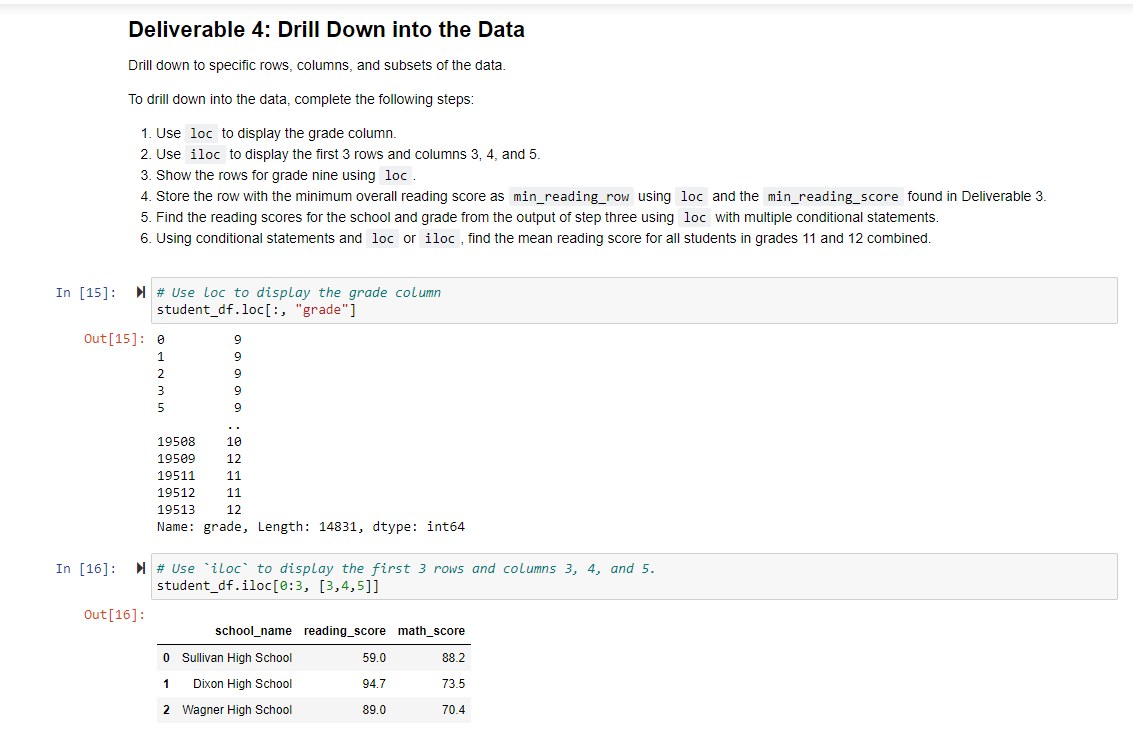 Deliverable 4: Drill Down into the Data
Drill down to specific rows, columns, and subsets of the data.
To drill down into the data, complete the following steps:
1. Use loc to display the grade column.
2. Use iloc to display the first 3 rows and columns 3, 4, and 5.
3. Show the rows for grade nine using loc .
4. Store the row with the minimum overall reading score as min_reading_row using loc and the min_reading_score found in Deliverable 3.
5. Find the reading scores for the school and grade from the output of step three using loc with multiple conditional statements.
6. Using conditional statements and loc or iloc , find the mean reading score for all students in grades 11 and 12 combined.
In [15]: # Use loc to display the grade column
student_df.loc[:, "grade"]
Out[15]: 0 9
1 9
2 9
3 9
5 9
..
19508 10
19509 12
19511 11
19512 11
19513 12
Name: grade, Length: 14831, dtype: int64
In [16]: # Use `iloc` to display the first 3 rows and columns 3, 4, and 5.
student_df.iloc[0:3, [3,4,5]]
Out[16]:
school_name reading_score math_score
0 Sullivan High School 59.0 88.2
1 Dixon High School 94.7 73.5
2 Wagner High School 89.0 70.4